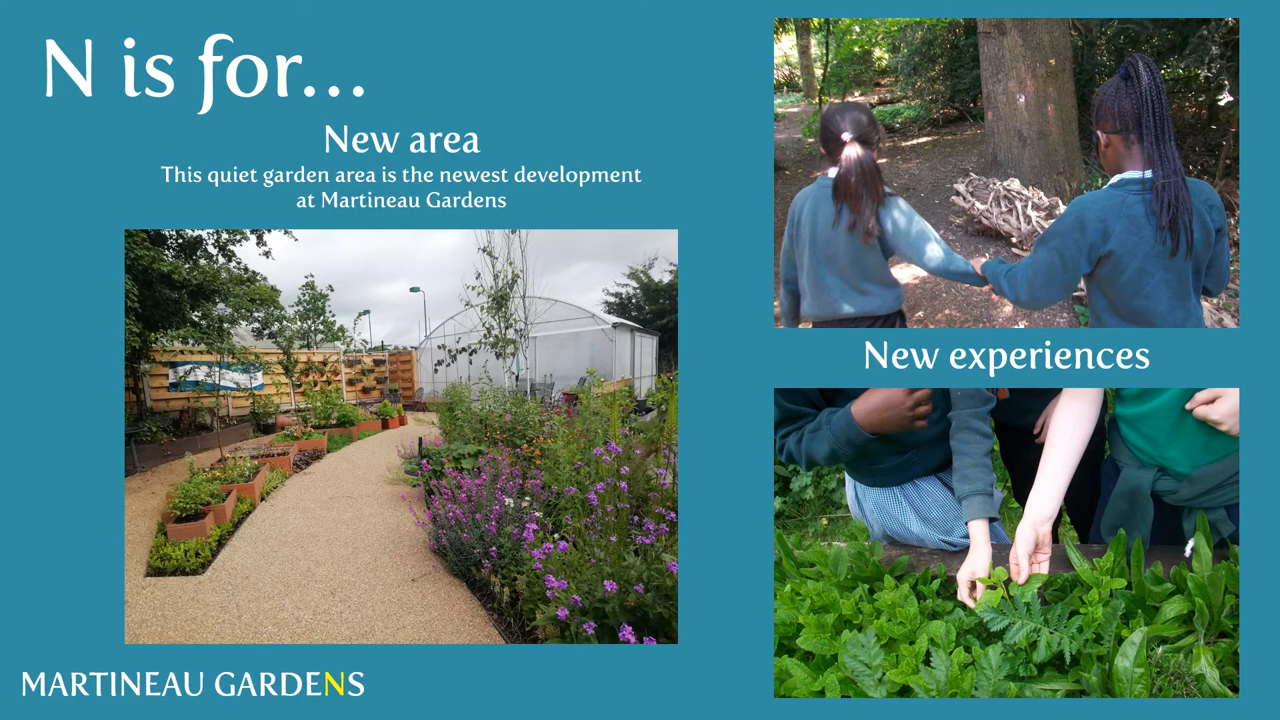 N is for...
New area
This quiet garden area is the newest development
at Martineau Gardens
New experiences
MARTINEAU GARDENS